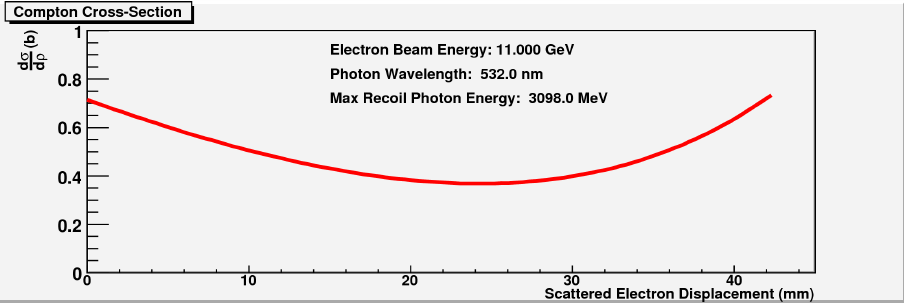 Compton Cross-Section
dσ/dρ (b)
Electron Beam Energy: 11.000 GeV
Photon Wavelength:  532.0 nm
Max Recoil Photon Energy:  3098.0 MeV
1
0.8
0.6
0.4
0.2
0
0 10 20 30 40
Scattered Electron Displacement (mm)